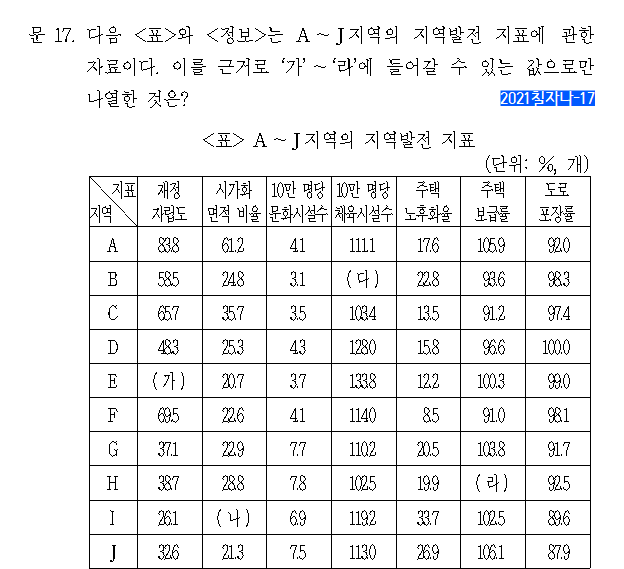 문 17. 다음 <표>와 <정보>는 A ~ J지역의 지역발전 지표에 관한
자료이다. 이를 근거로 ‘가’ ~ ‘라’에 들어갈 수 있는 값으로만
나열한 것은?
2021칠자나-17
<표> A ~ J지역의 지역발전 지표
(단위: %, 개)
지표 재정 시가화 10만 명당 10만 명당 주택 주택 도로
지역 자립도 면적 비율 문화시설수 체육시설수 노후화율 보급률 포장률
A 83.8 61.2 4.1 111.1 17.6 105.9 92.0
B 58.5 24.8 3.1 (다) 22.8 93.6 98.3
C 65.7 35.7 3.5 103.4 13.5 91.2 97.4
D 48.3 25.3 4.3 128.0 15.8 96.6 100.0
E (가) 20.7 3.7 133.8 12.2 100.3 99.0
F 69.5 22.6 4.1 114.0 8.5 91.0 98.1
G 37.1 22.9 7.7 110.2 20.5 103.8 91.7
H 38.7 28.8 7.8 102.5 19.9 (라) 92.5
I 26.1 (나) 6.9 119.2 33.7 102.5 89.6
J 32.6 21.3 7.5 113.0 26.9 106.1 87.9